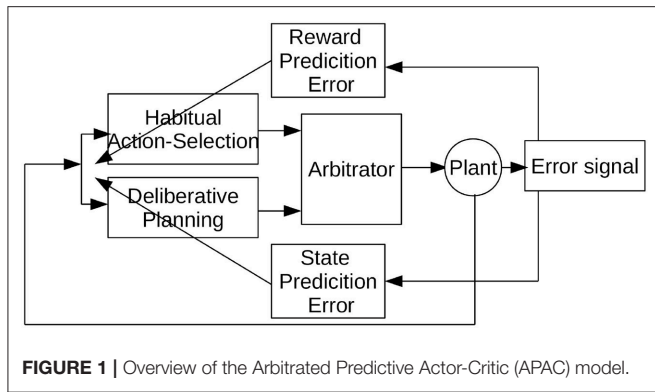 Reward
Predicition
Error
Habitual
Action-Selection
Deliberative
Planning
Arbitrator
Plant
Error signal
State
Predicition
Error
FIGURE 1 | Overview of the Arbitrated Predictive Actor-Critic (APAC) model.